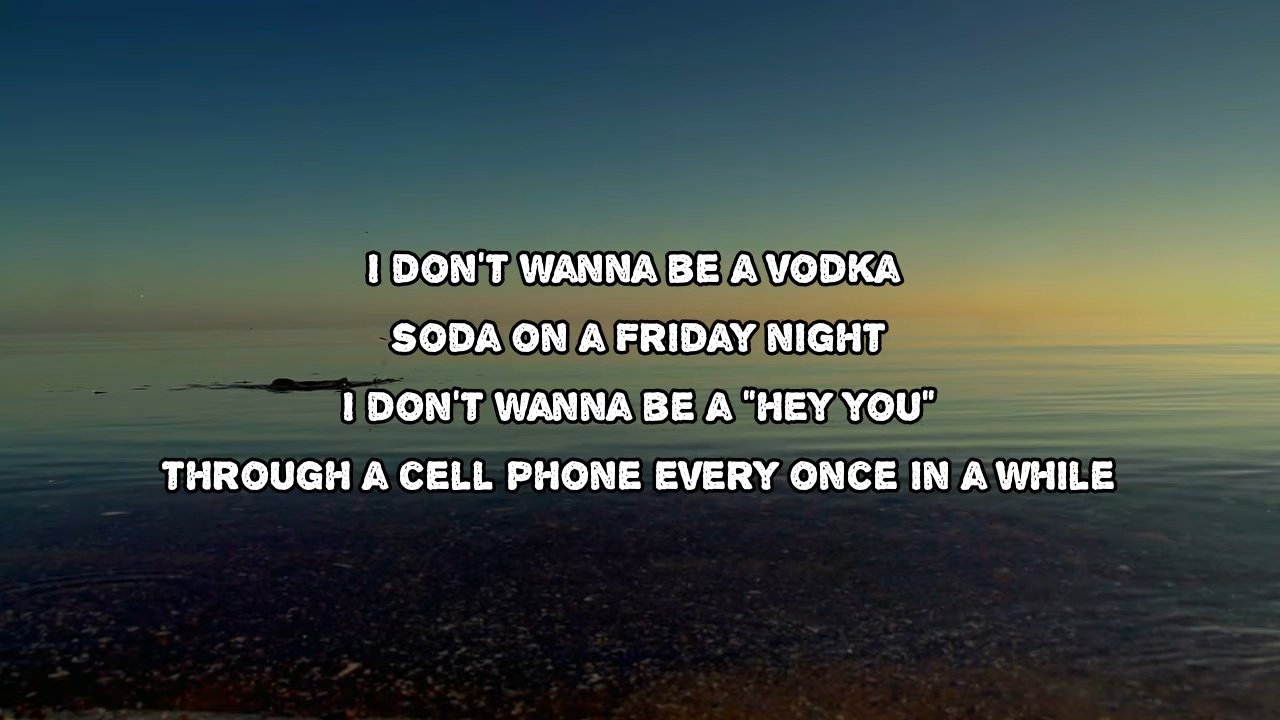 I DON'T WANNA BE A VODKA
SODA ON A FRIDAY NIGHT
I DON'T WANNA BE A "HEY YOU"
THROUGH A CELL PHONE EVERY ONCE IN A WHILE